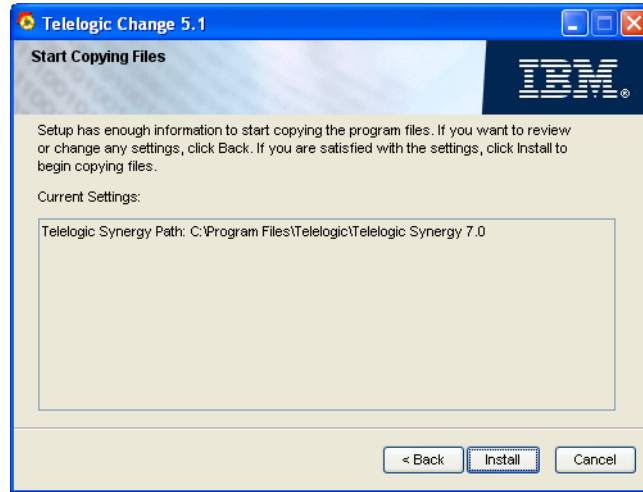 Telelogic Change 5.1
Start Copying Files
IBM®
Setup has enough information to start copying the program files. If you want to review
or change any settings, click Back. If you are satisfied with the settings, click Install to
begin copying files.
Current Settings:
Telelogic Synergy Path: C:\Program Files\Telelogic\Telelogic Synergy 7.0
< Back
Install
Cancel